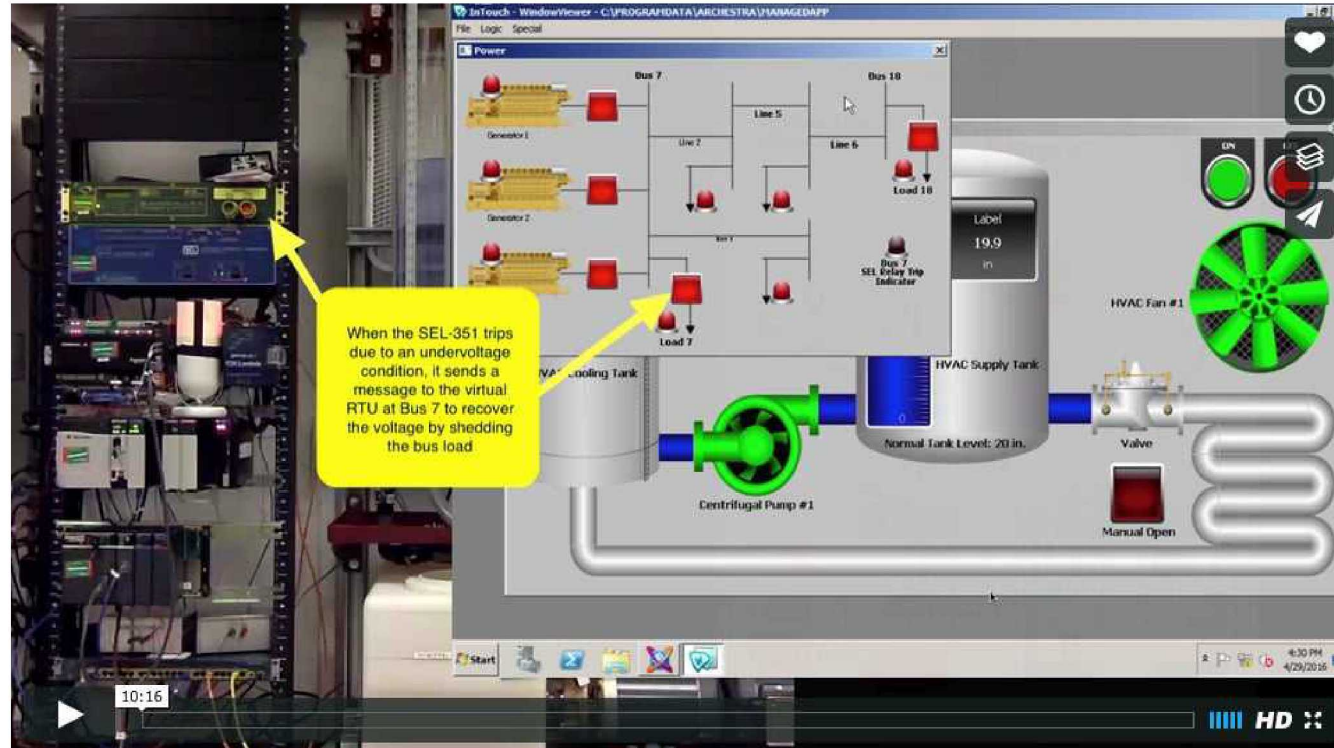 InTouch - WindowViewer - C:\PROGRAMDATA\ARCHESTRA\MANAGEDAPP
File Logic Special
Power
Bus 7
Bus 18
Generator 1
Line 2
Line 5
Line 6
Load 18
Generator 2
Bus 7
SEL Relay Trip
Indicator
Load 7
ON
Label
19.9
in
HVAC Fan #1
When the SEL-351 trips
due to an undervoltage
condition, it sends a
message to the virtual
RTU at Bus 7 to recover
the voltage by shedding
the bus load
Cooling Tank
HVAC Supply Tank
0
Normal Tank Level: 20 in.
Valve
Centrifugal Pump #1
Manual Open
Start
4:30 PM
4/29/2016
10:16
HD